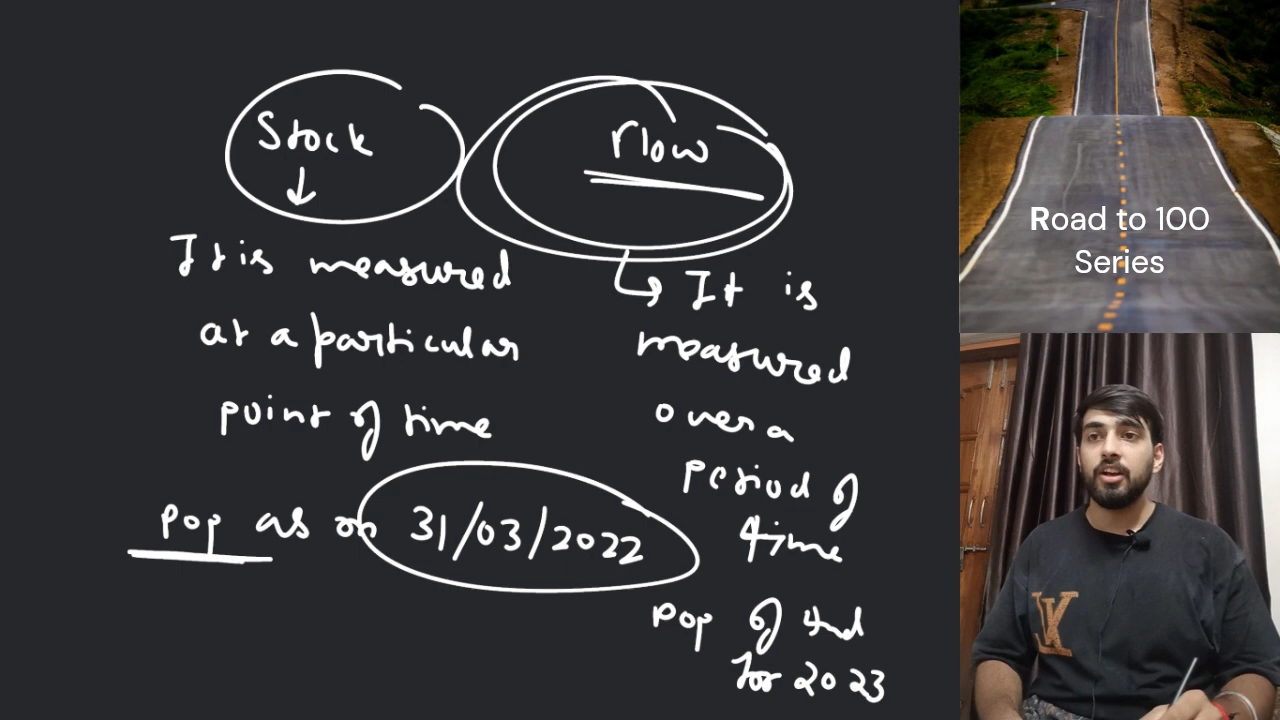 Stock
It is measured
at a particular
point of time
pop as on 31/03/2022
Flow
It is
measured
over a
period of
time
pop of Ind
for 2023
Road to 100
Series